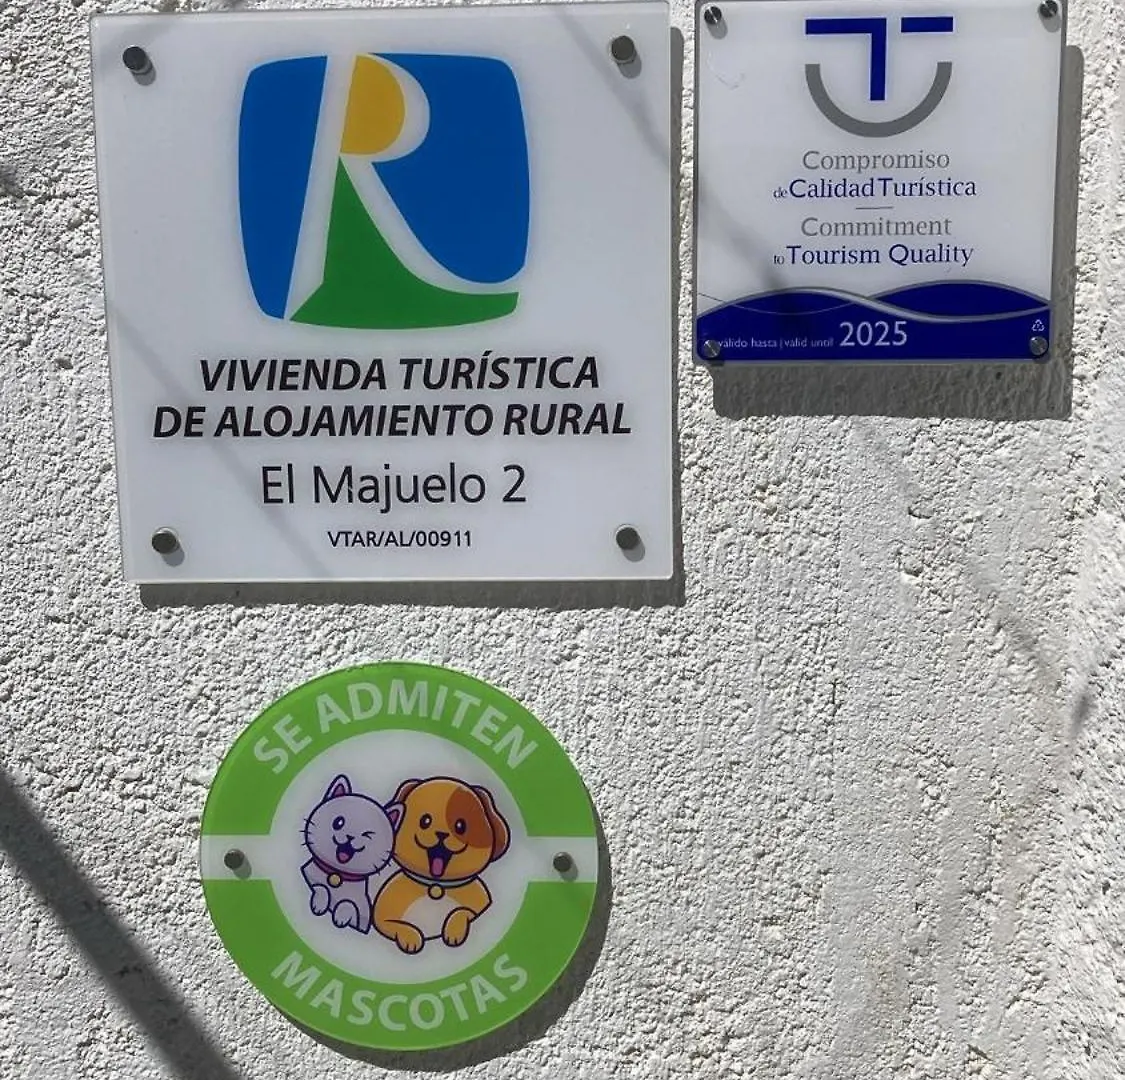 VIVIENDA TURÍSTICA
DE ALOJAMIENTO RURAL
El Majuelo 2
VTAR/AL/00911
Compromiso
de Calidad Turística
Commitment
to Tourism Quality
válido hasta | valid until 2025
SE ADMITEN
MASCOTAS